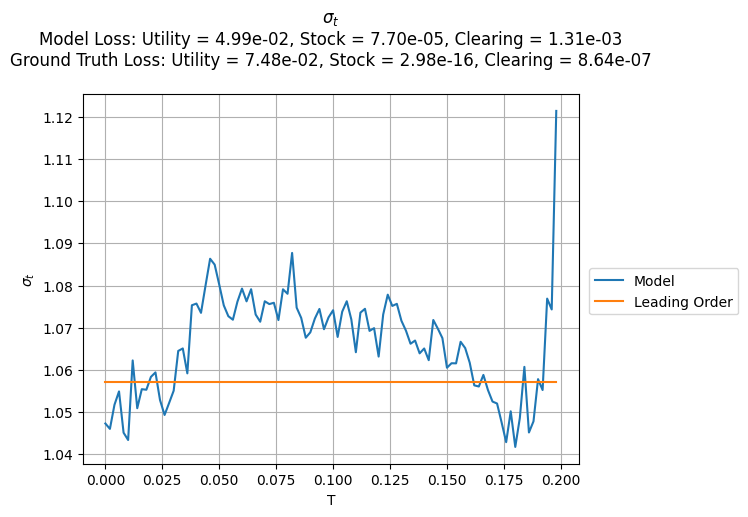 σₜ
Model Loss: Utility = 4.99e-02, Stock = 7.70e-05, Clearing = 1.31e-03
Ground Truth Loss: Utility = 7.48e-02, Stock = 2.98e-16, Clearing = 8.64e-07
1.12
1.11
1.10
1.09
1.08
1.07
1.06
1.05
1.04
σₜ
0.000 0.025 0.050 0.075 0.100 0.125 0.150 0.175 0.200
T
Model
Leading Order